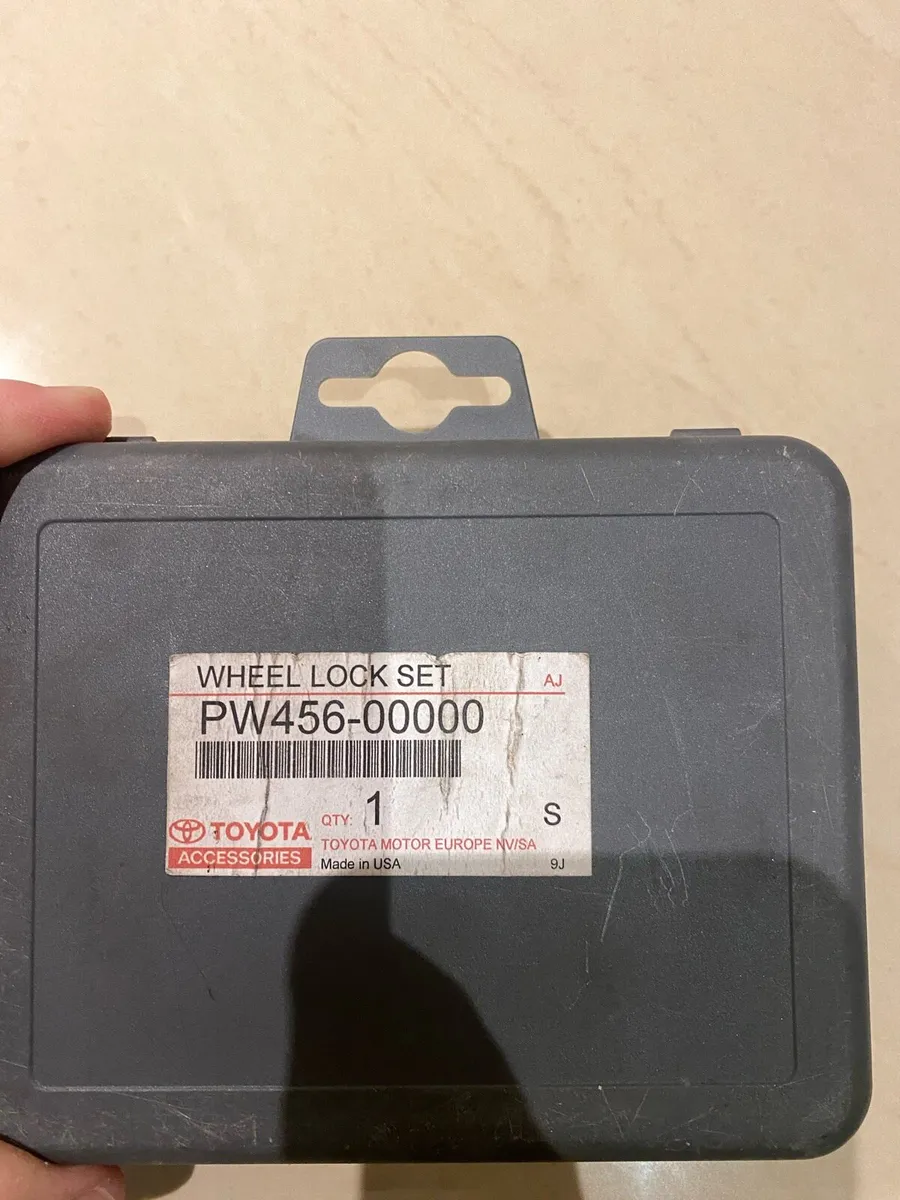 WHEEL LOCK SET AJ
PW456-00000
QTY: 1 S
TOYOTA
ACCESSORIES
TOYOTA MOTOR EUROPE NV/SA
Made in USA 9J